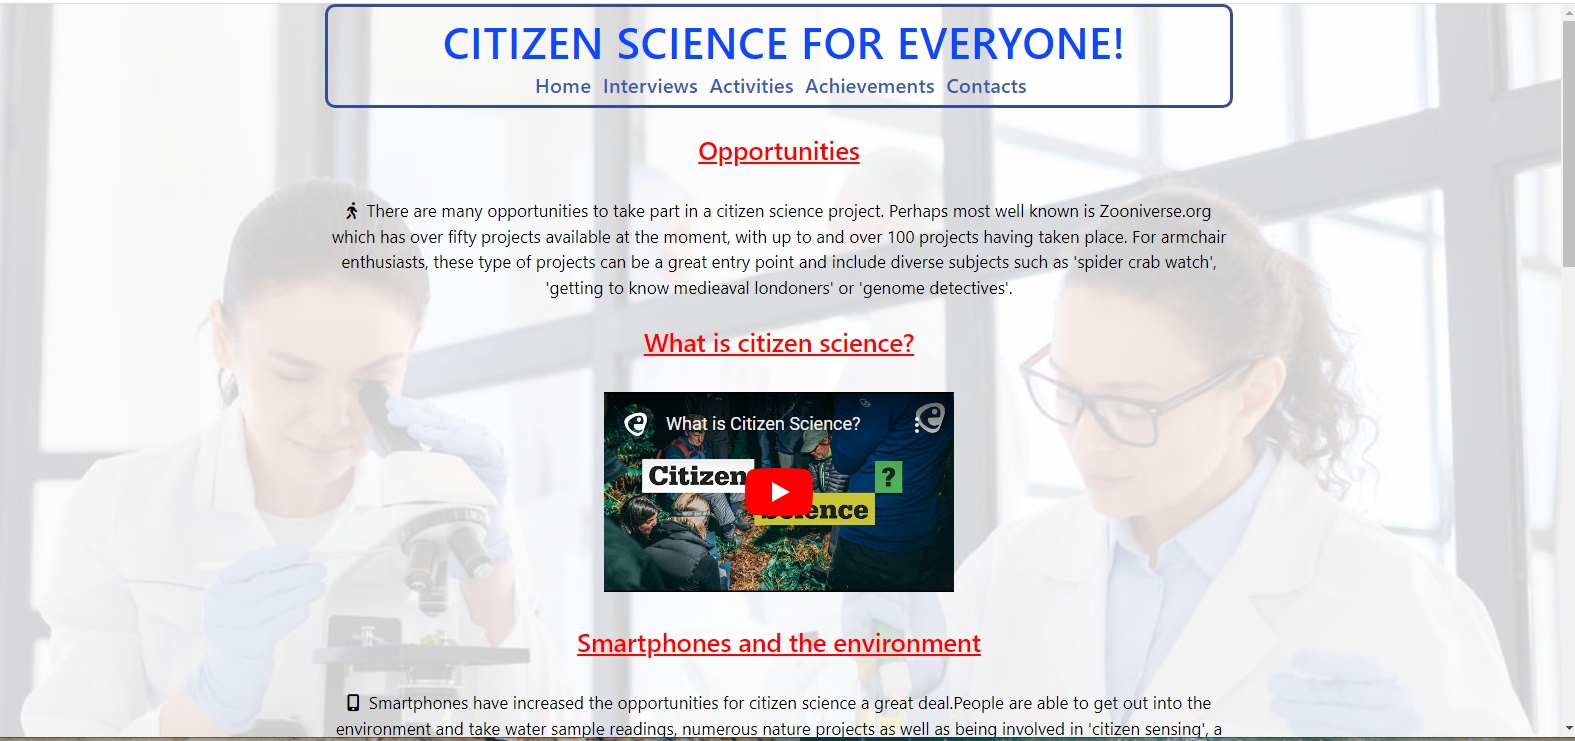 CITIZEN SCIENCE FOR EVERYONE!
Home Interviews Activities Achievements Contacts
Opportunities
There are many opportunities to take part in a citizen science project. Perhaps most well known is Zooniverse.org
which has over fifty projects available at the moment, with up to and over 100 projects having taken place. For armchair
enthusiasts, these type of projects can be a great entry point and include diverse subjects such as 'spider crab watch',
'getting to know medieaval londoners' or 'genome detectives'.
What is citizen science?
What is Citizen Science?
Citizen ?
Science
Smartphones and the environment
Smartphones have increased the opportunities for citizen science a great deal.People are able to get out into the
environment and take water sample readings, numerous nature projects as well as being involved in 'citizen sensing', a